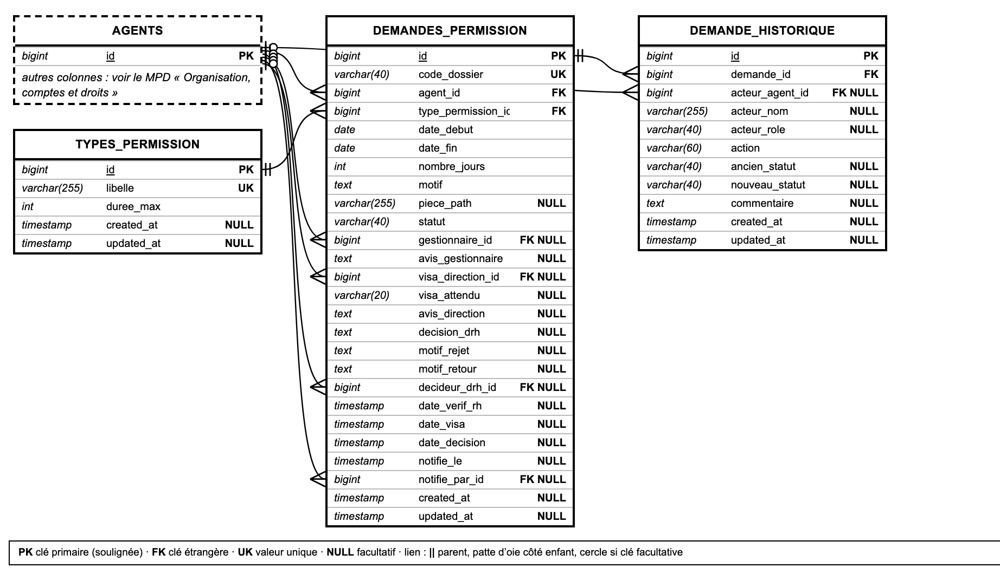 AGENTS
bigint id PK
autres colonnes : voir le MPD « Organisation,
comptes et droits »
TYPES_PERMISSION
bigint id PK
varchar(255) libelle UK
int duree_max
timestamp created_at NULL
timestamp updated_at NULL
DEMANDES_PERMISSION
bigint id PK
varchar(40) code_dossier UK
bigint agent_id FK
bigint type_permission_ic FK
date date_debut
date date_fin
int nombre_jours
text motif
varchar(255) piece_path NULL
varchar(40) statut
bigint gestionnaire_id FK NULL
text avis_gestionnaire NULL
bigint visa_direction_id FK NULL
varchar(20) visa_attendu NULL
text avis_direction NULL
text decision_drh NULL
text motif_rejet NULL
text motif_retour NULL
bigint decideur_drh_id FK NULL
timestamp date_verif_rh NULL
timestamp date_visa NULL
timestamp date_decision NULL
timestamp notifie_le NULL
bigint notifie_par_id FK NULL
timestamp created_at NULL
timestamp updated_at NULL
DEMANDE_HISTORIQUE
bigint id PK
bigint demande_id FK
bigint acteur_agent_id FK NULL
varchar(255) acteur_nom NULL
varchar(40) acteur_role NULL
varchar(60) action
varchar(40) ancien_statut NULL
varchar(40) nouveau_statut NULL
text commentaire NULL
timestamp created_at NULL
timestamp updated_at NULL
PK clé primaire (soulignée) · FK clé étrangère · UK valeur unique · NULL facultatif · lien : || parent, patte d’oie côté enfant, cercle si clé facultative